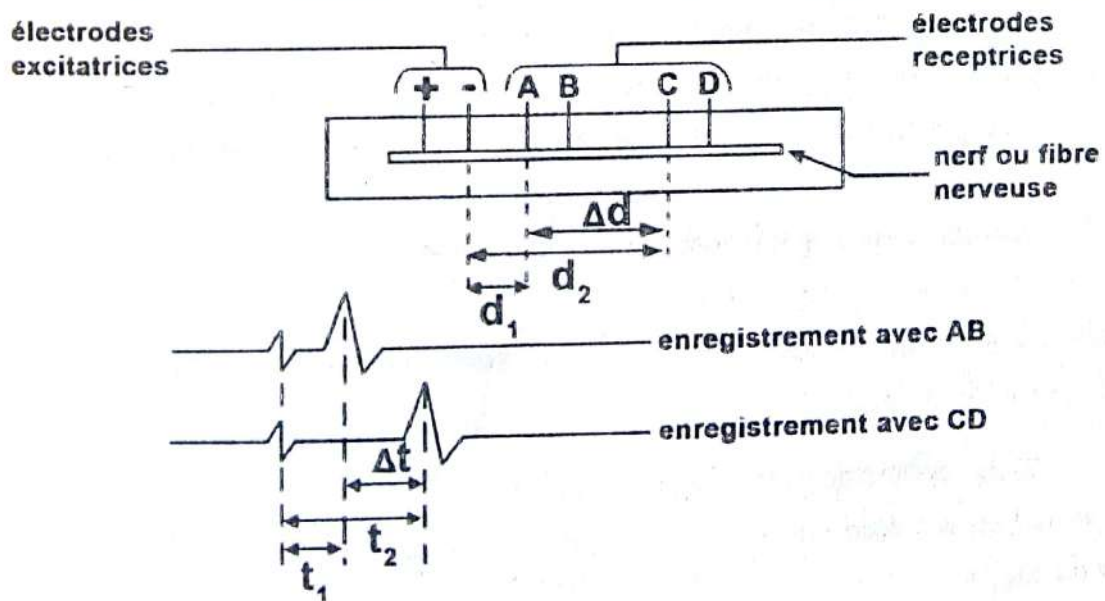 électrodes
excitatrices
électrodes
receptrices
+ - A B C D
nerf ou fibre
nerveuse
Δd
d₂
d₁
enregistrement avec AB
enregistrement avec CD
Δt
t₂
t₁